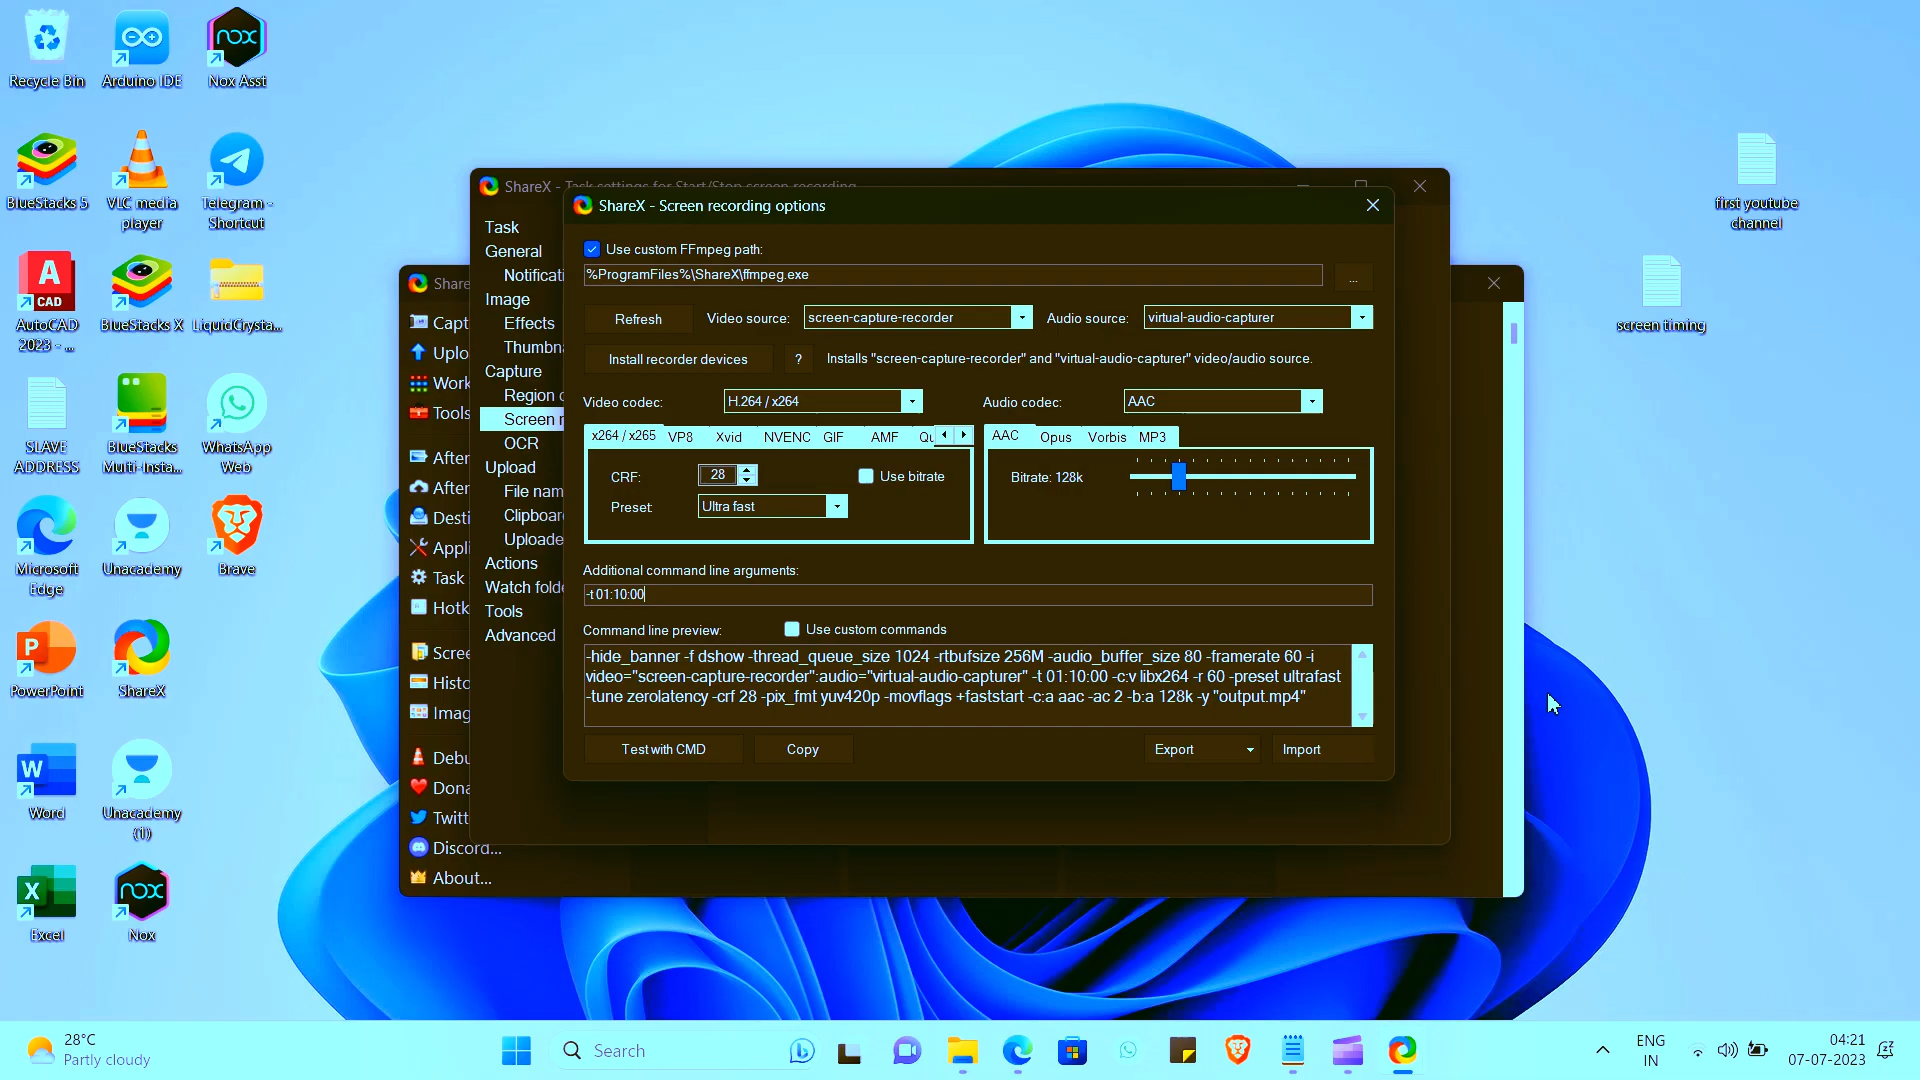 Recycle Bin
Arduino IDE
nox
Nox Asst
BlueStacks 5
VLC media
player
Telegram -
Shortcut
A
CAD
AutoCAD
2023 - ...
BlueStacks X
LiquidCrysta...
SLAVE
ADDRESS
BlueStacks
Multi-Insta...
WhatsApp
Web
Microsoft
Edge
Unacademy
Brave
P
PowerPoint
ShareX
W
Word
Unacademy
(1)
X
Excel
nox
Nox
first youtube
channel
screen timing
ShareX - Task settings for Start/Stop screen recording
Task
General
Notificati
Image
Effects
Thumbna
Capture
Region c
Screen r
OCR
Upload
File nam
Clipboar
Uploade
Actions
Watch folde
Tools
Advanced
Share
Capt
Uplo
Work
Tools
After
After
Desti
Appli
Task
Hotk
Scree
Histo
Imag
Debu
Dona
Twitt
Discord...
About...
ShareX - Screen recording options
Use custom FFmpeg path:
%ProgramFiles%\ShareX\ffmpeg.exe
...
Refresh
Video source:
screen-capture-recorder
Audio source:
virtual-audio-capturer
Install recorder devices
?
Installs "screen-capture-recorder" and "virtual-audio-capturer" video/audio source.
Video codec:
H.264 / x264
Audio codec:
AAC
x264 / x265 VP8 Xvid NVENC GIF AMF Qu
AAC Opus Vorbis MP3
CRF:
28
Use bitrate
Preset:
Ultra fast
Bitrate: 128k
Additional command line arguments:
-t 01:10:00
Command line preview:
Use custom commands
-hide_banner -f dshow -thread_queue_size 1024 -rtbufsize 256M -audio_buffer_size 80 -framerate 60 -i
video="screen-capture-recorder":audio="virtual-audio-capturer" -t 01:10:00 -c:v libx264 -r 60 -preset ultrafast
-tune zerolatency -crf 28 -pix_fmt yuv420p -movflags +faststart -c:a aac -ac 2 -b:a 128k -y "output.mp4"
Test with CMD
Copy
Export
Import
28°C
Partly cloudy
Search
ENG
IN
04:21
07-07-2023